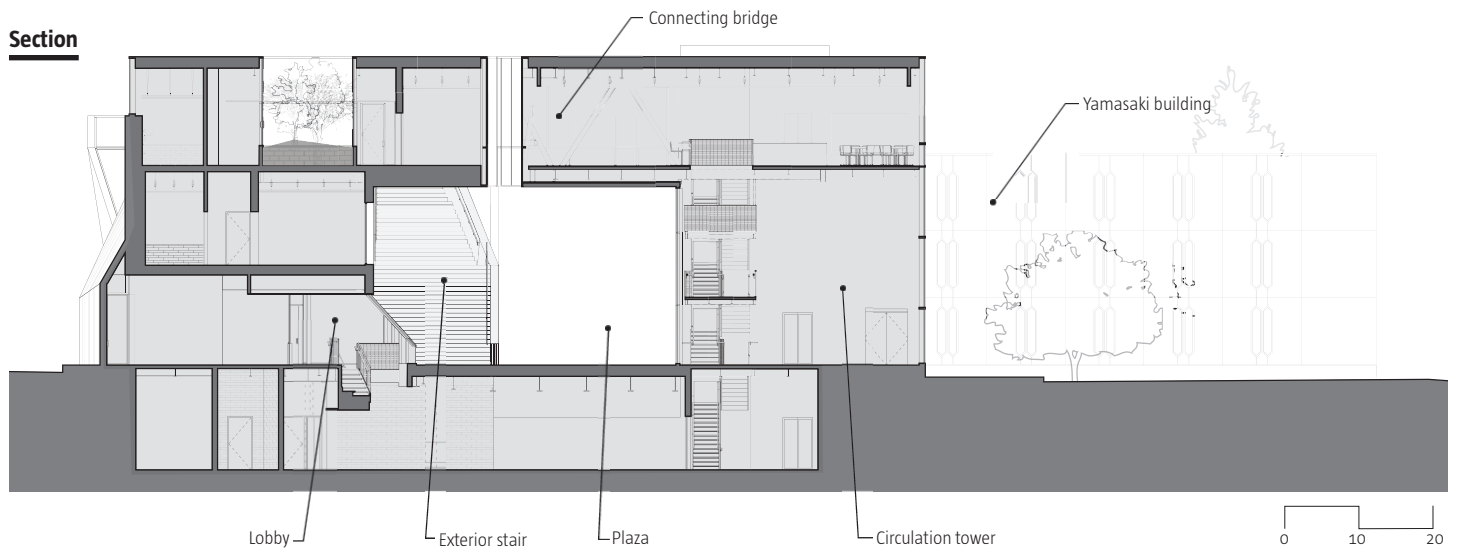 Section
Connecting bridge
Yamasaki building
Lobby
Exterior stair
Plaza
Circulation tower
0 10 20